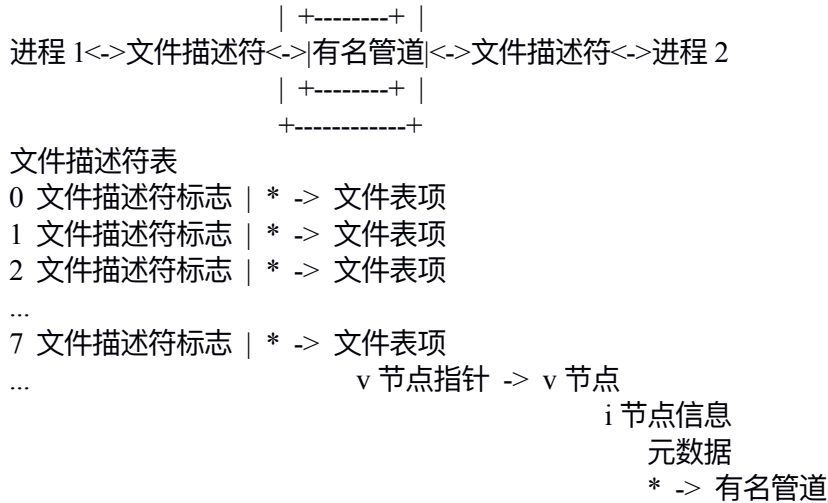 | +--------+ |
进程 1<->文件描述符<->|有名管道|<->文件描述符<->进程 2
| +--------+ |
+------------+
文件描述符表
0 文件描述符标志 | * -> 文件表项
1 文件描述符标志 | * -> 文件表项
2 文件描述符标志 | * -> 文件表项
...
7 文件描述符标志 | * -> 文件表项
... v 节点指针 -> v 节点
i 节点信息
元数据
* -> 有名管道